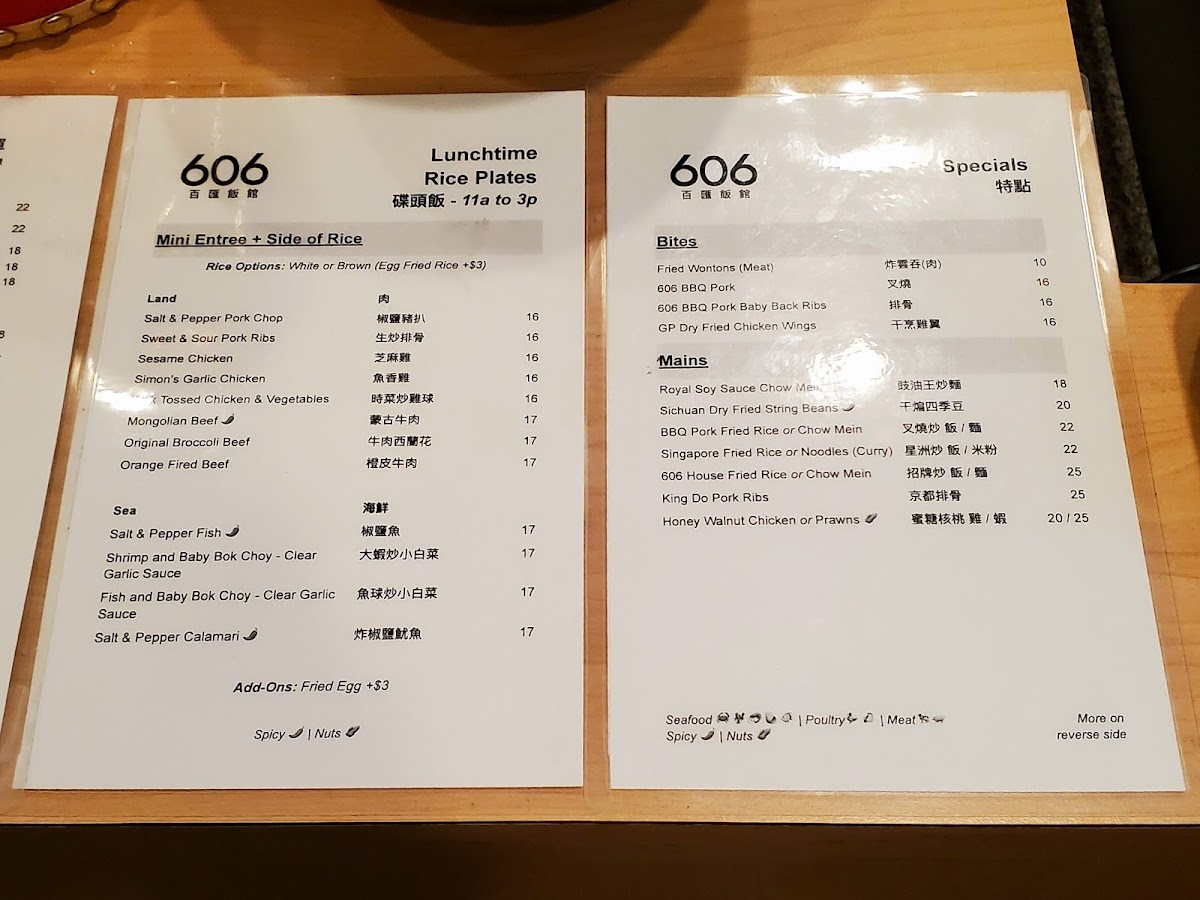 22
22
18
18
18
606
百匯飯館
Lunchtime
Rice Plates
碟頭飯 - 11a to 3p
Mini Entree + Side of Rice
Rice Options: White or Brown (Egg Fried Rice +$3)
Land 肉
Salt & Pepper Pork Chop 椒鹽豬扒 16
Sweet & Sour Pork Ribs 生炒排骨 16
Sesame Chicken 芝麻雞 16
Simon's Garlic Chicken 魚香雞 16
Tossed Chicken & Vegetables 時菜炒雞球 16
Mongolian Beef 蒙古牛肉 17
Original Broccoli Beef 牛肉西蘭花 17
Orange Fired Beef 橙皮牛肉 17
Sea 海鮮
Salt & Pepper Fish 椒鹽魚 17
Shrimp and Baby Bok Choy - Clear 大蝦炒小白菜 17
Garlic Sauce
Fish and Baby Bok Choy - Clear Garlic 魚球炒小白菜 17
Sauce
Salt & Pepper Calamari 炸椒鹽魷魚 17
Add-Ons: Fried Egg +$3
Spicy | Nuts
606
百匯飯館
Specials
特點
Bites
Fried Wontons (Meat) 炸雲吞(肉) 10
606 BBQ Pork 叉燒 16
606 BBQ Pork Baby Back Ribs 排骨 16
GP Dry Fried Chicken Wings 干烹雞翼 16
Mains
Royal Soy Sauce Chow Mein 豉油王炒麵 18
Sichuan Dry Fried String Beans 干煸四季豆 20
BBQ Pork Fried Rice or Chow Mein 叉燒炒 飯 / 麵 22
Singapore Fried Rice or Noodles (Curry) 星洲炒 飯 / 米粉 22
606 House Fried Rice or Chow Mein 招牌炒 飯 / 麵 25
King Do Pork Ribs 京都排骨 25
Honey Walnut Chicken or Prawns 蜜糖核桃 雞 / 蝦 20 / 25
Seafood | Poultry | Meat
Spicy | Nuts
More on
reverse side